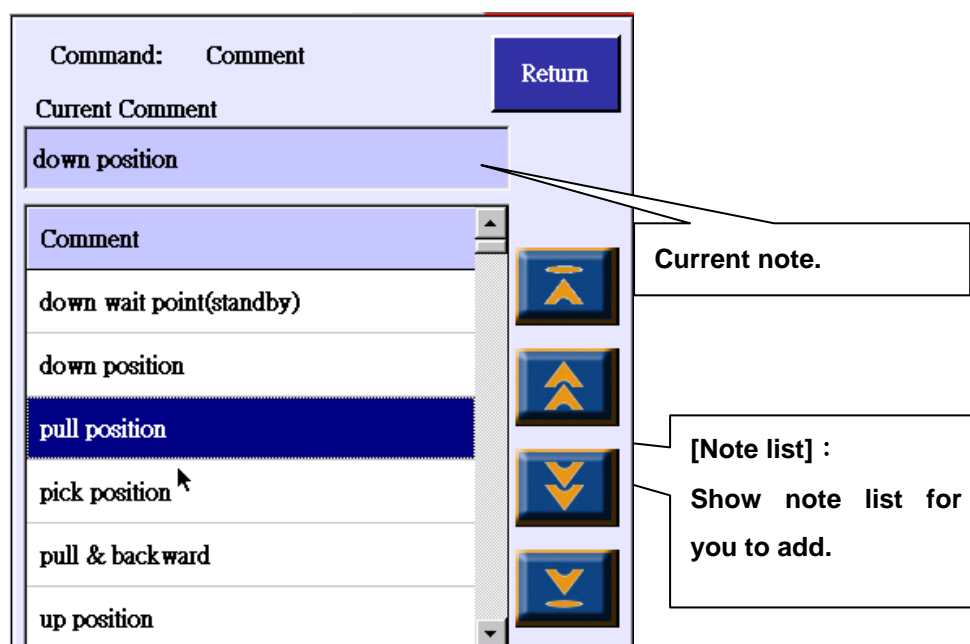 Command: Comment
Return
Current Comment
down position
Comment
down wait point(standby)
down position
pull position
pick position
pull & backward
up position
Current note.
[Note list]：
Show note list for
you to add.